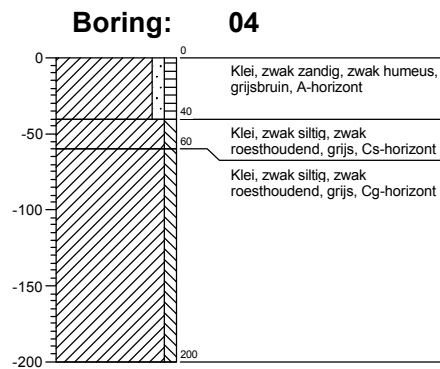 Boring: 04
0
-50
-100
-150
-200
0
40
60
200
Klei, zwak zandig, zwak humeus,
grijsbruin, A-horizont
Klei, zwak siltig, zwak
roesthoudend, grijs, Cs-horizont
Klei, zwak siltig, zwak
roesthoudend, grijs, Cg-horizont